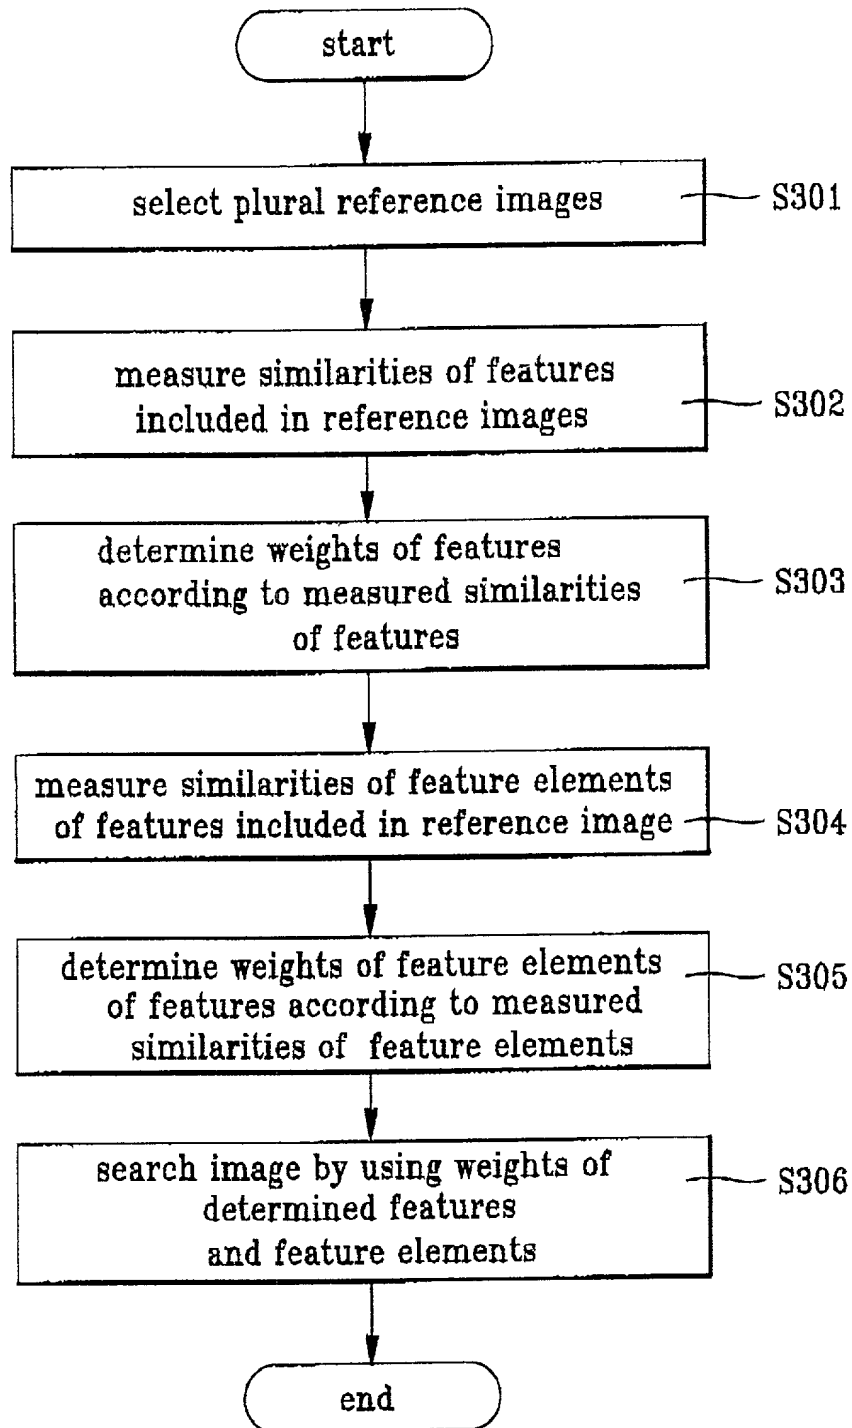 start
select plural reference images
S301
measure similarities of features
included in reference images
S302
determine weights of features
according to measured similarities
of features
S303
measure similarities of feature elements
of features included in reference image
S304
determine weights of feature elements
of features according to measured
similarities of feature elements
S305
search image by using weights of
determined features
and feature elements
S306
end